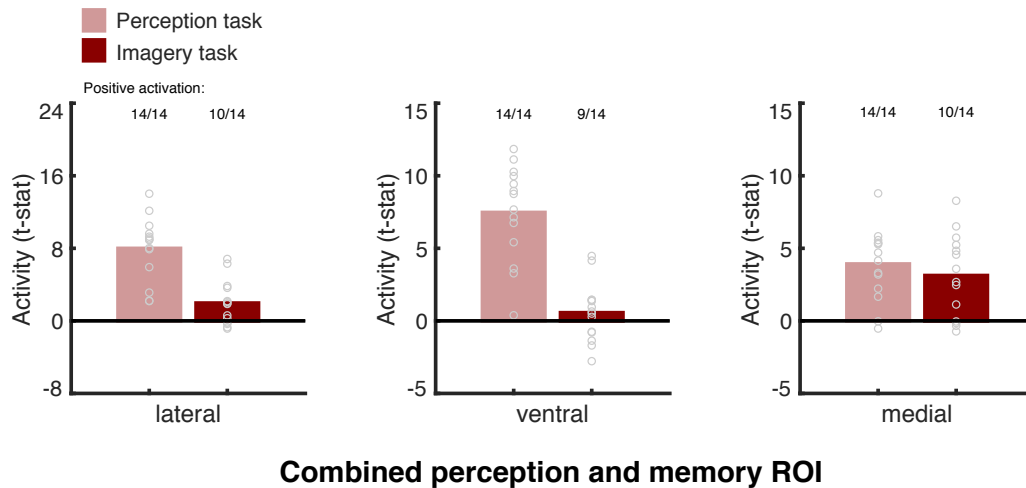 Perception task
Imagery task
Positive activation:
24
16
8
0
-8
Activity (t-stat)
14/14 10/14
lateral
15
10
5
0
-5
Activity (t-stat)
14/14 9/14
ventral
15
10
5
0
-5
Activity (t-stat)
14/14 10/14
medial
Combined perception and memory ROI